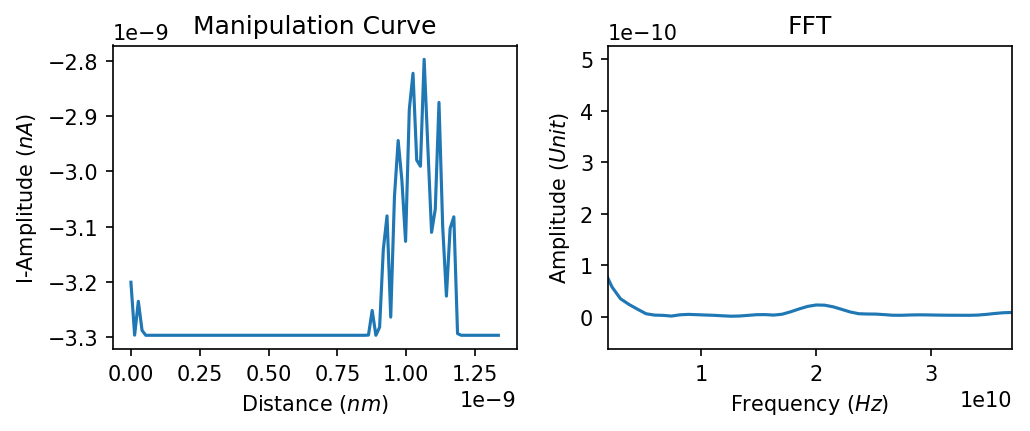 Manipulation Curve
1e−9
I-Amplitude (nA)
−2.8
−2.9
−3.0
−3.1
−3.2
−3.3
0.00 0.25 0.50 0.75 1.00 1.25
1e−9
Distance (nm)
FFT
1e−10
Amplitude (Unit)
5
4
3
2
1
0
1 2 3
1e10
Frequency (Hz)